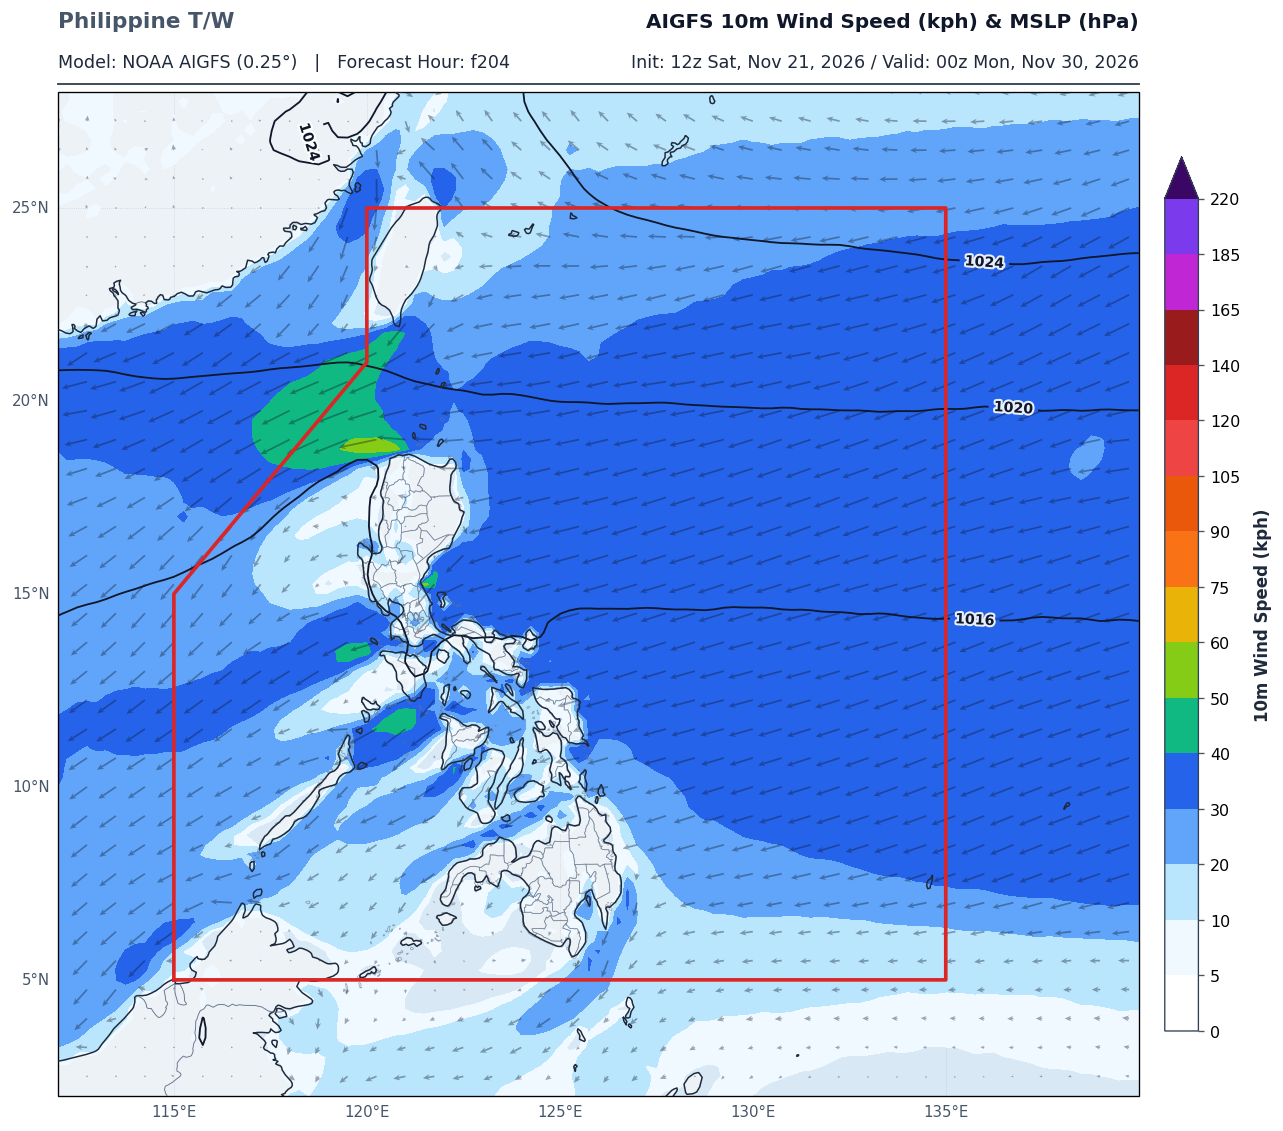 Philippine T/W
AIGFS 10m Wind Speed (kph) & MSLP (hPa)
Model: NOAA AIGFS (0.25°) | Forecast Hour: f204
Init: 12z Sat, Nov 21, 2026 / Valid: 00z Mon, Nov 30, 2026
1024
25°N
1024
20°N
1020
15°N
1016
10°N
5°N
115°E
120°E
125°E
130°E
135°E
220
185
165
140
120
105
90
75
60
50
40
30
20
10
5
0
10m Wind Speed (kph)